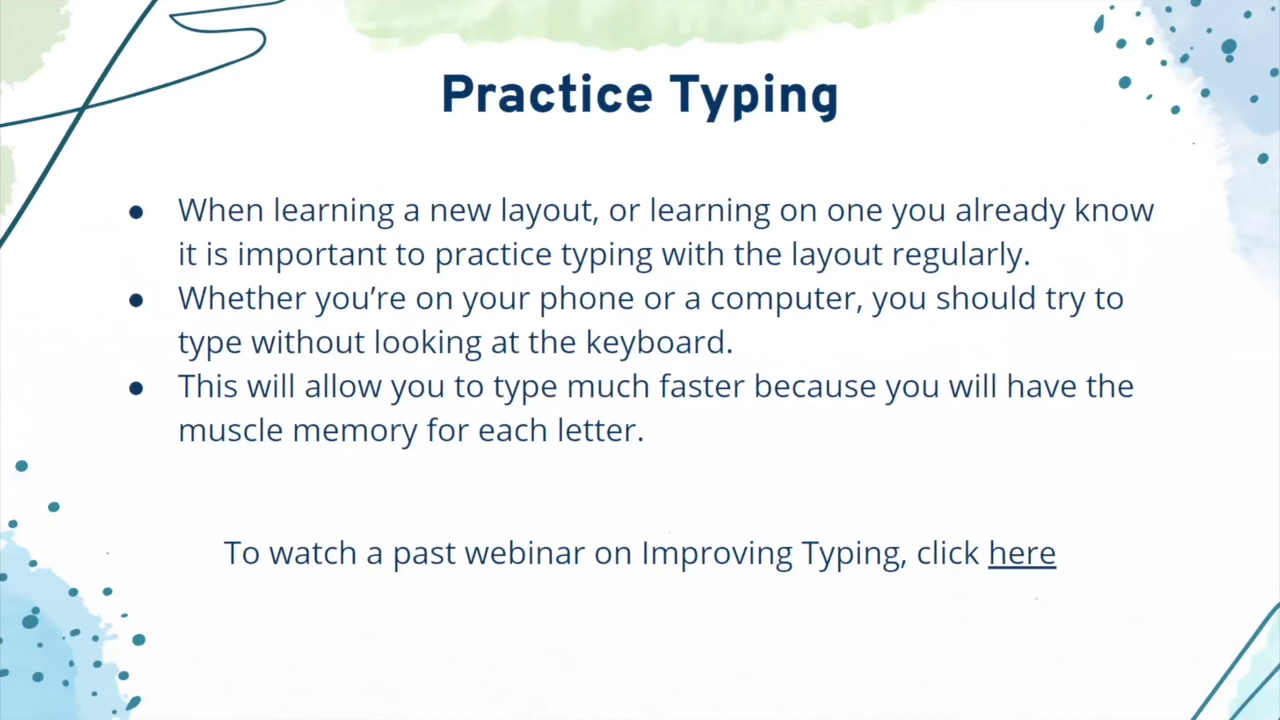 Practice Typing
● When learning a new layout, or learning on one you already know
it is important to practice typing with the layout regularly.
● Whether you’re on your phone or a computer, you should try to
type without looking at the keyboard.
● This will allow you to type much faster because you will have the
muscle memory for each letter.
To watch a past webinar on Improving Typing, click here